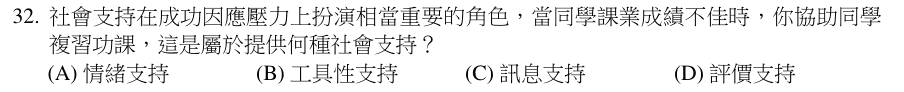 32. 社會支持在成功因應壓力上扮演相當重要的角色，當同學課業成績不佳時，你協助同學
複習功課，這是屬於提供何種社會支持？
(A) 情緒支持 (B) 工具性支持 (C) 訊息支持 (D) 評價支持